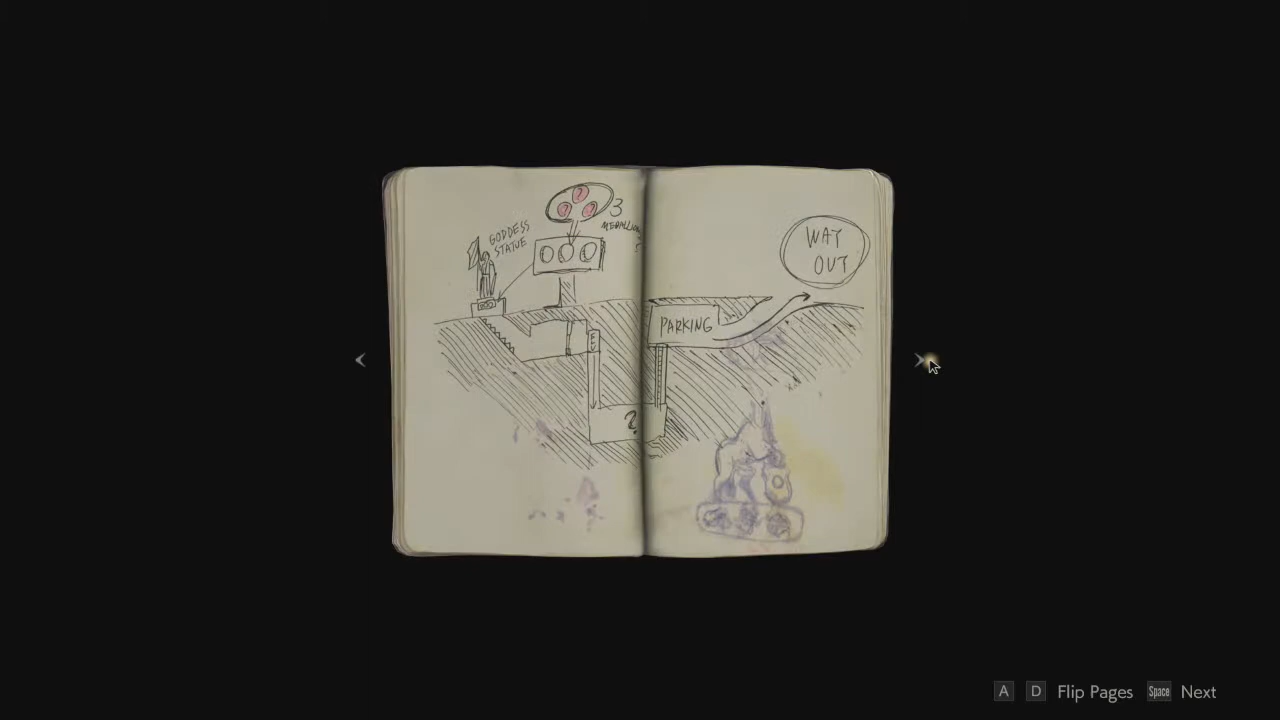 3
MEDALLIONS
?
GODDESS
STATUE
WAY
OUT
PARKING
?
A D Flip Pages Space Next